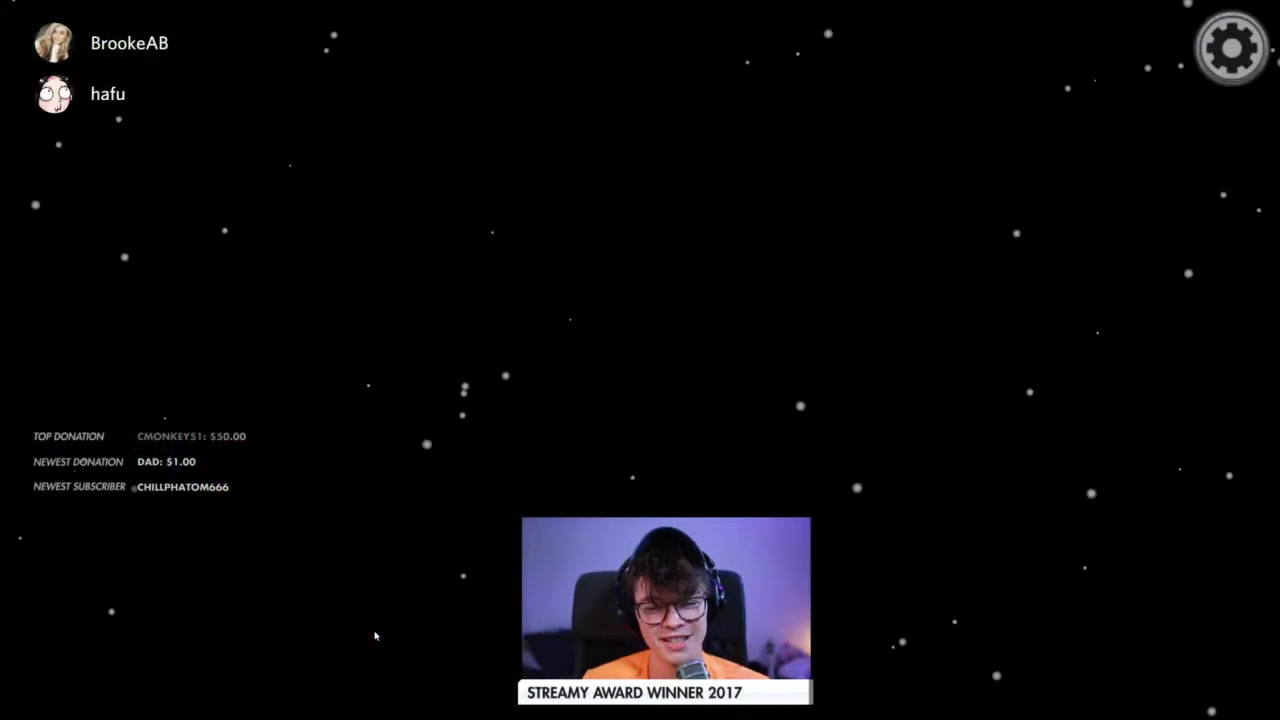 BrookeAB
hafu
TOP DONATION CMONKEY51: $50.00
NEWEST DONATION DAD: $1.00
NEWEST SUBSCRIBER CHILLPHATOM666
STREAMY AWARD WINNER 2017